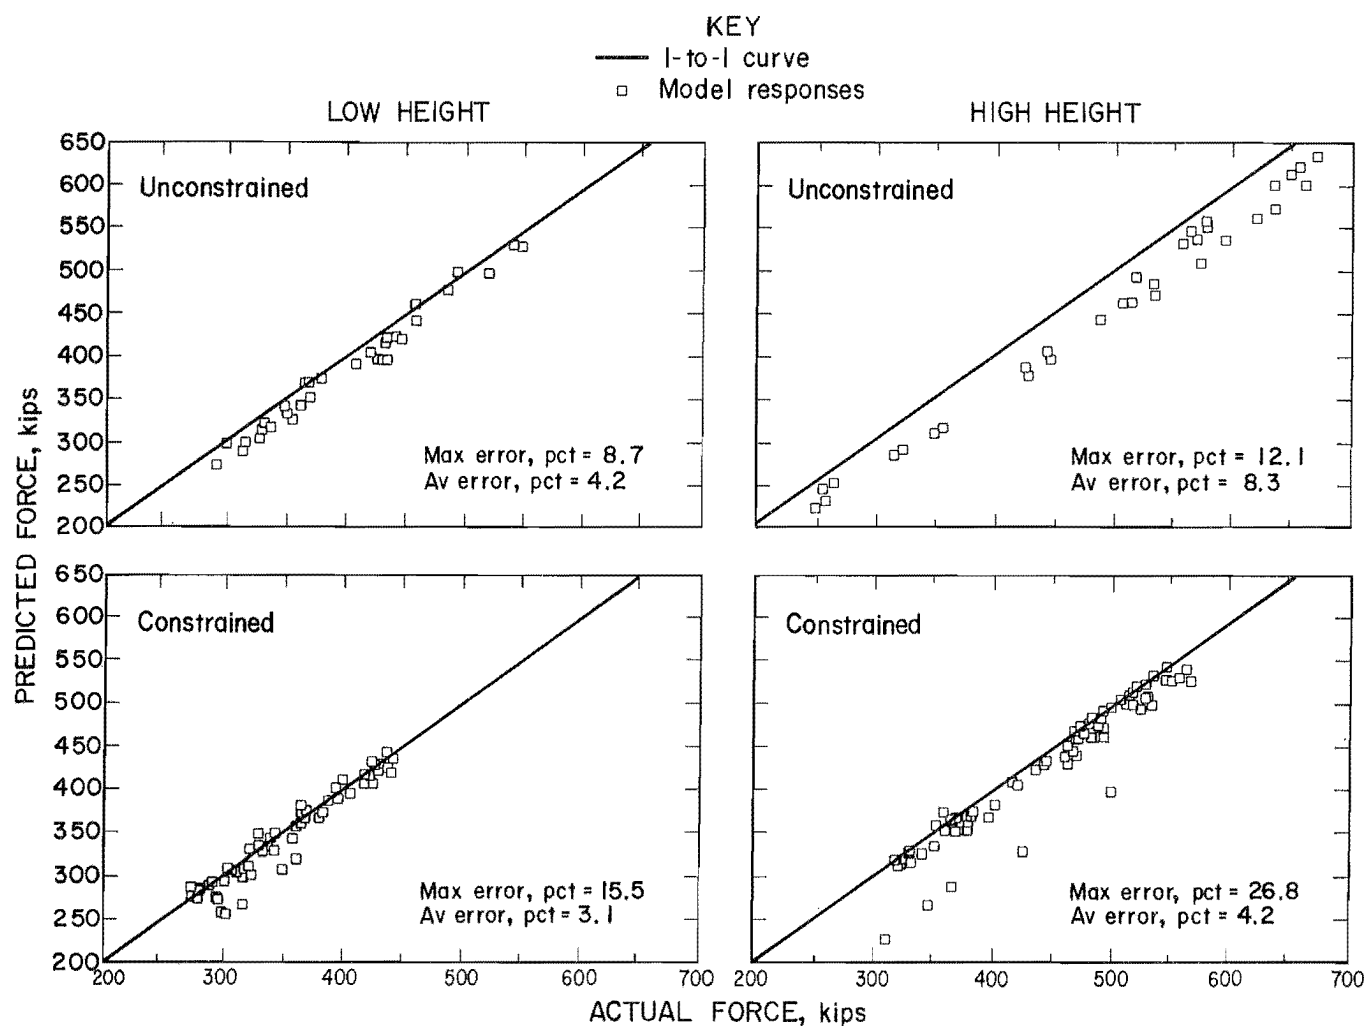 KEY
1-to-1 curve
Model responses
LOW HEIGHT
HIGH HEIGHT
PREDICTED FORCE, kips
650
600
550
500
450
400
350
300
250
200
Unconstrained
Max error, pct = 8.7
Av error, pct = 4.2
Unconstrained
Max error, pct = 12.1
Av error, pct = 8.3
650
600
550
500
450
400
350
300
250
200
Constrained
Max error, pct = 15.5
Av error, pct = 3.1
Constrained
Max error, pct = 26.8
Av error, pct = 4.2
200 300 400 500 600 700
200 300 400 500 600 700
ACTUAL FORCE, kips